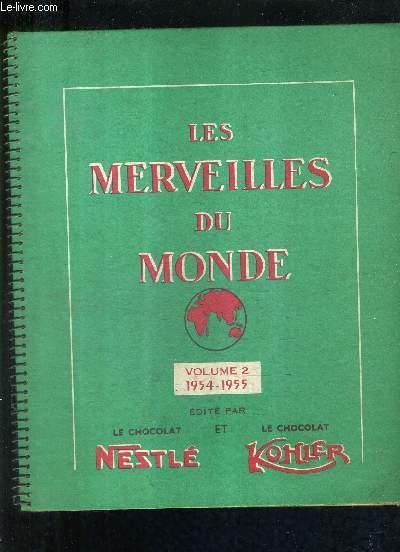 Le-livre.com
LES
MERVEILLES
DU
MONDE
VOLUME 2
1954-1955
ÉDITÉ PAR
LE CHOCOLAT ET LE CHOCOLAT
NESTLÉ KOHLER